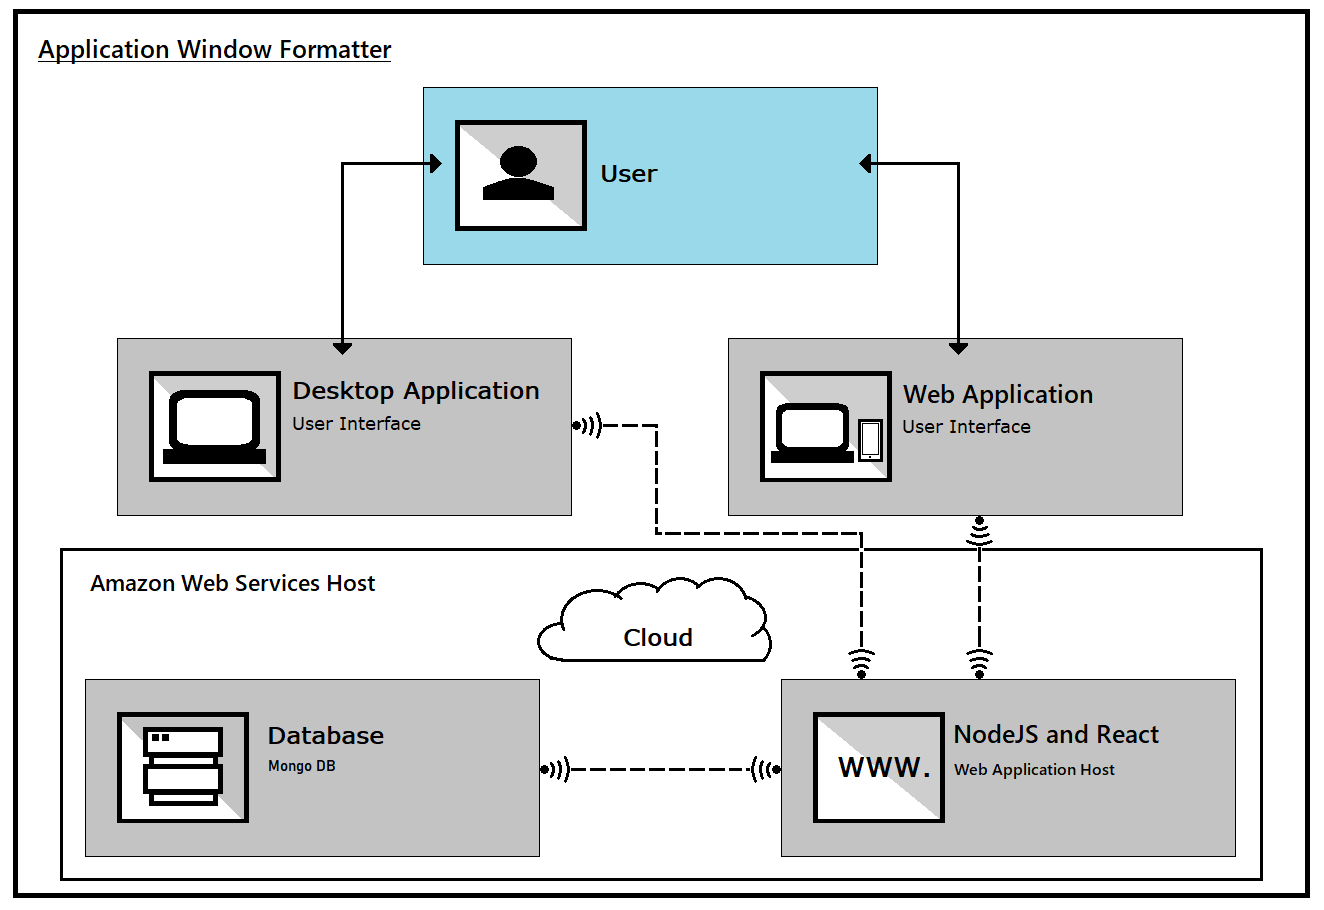 Application Window Formatter
User
Desktop Application
User Interface
Web Application
User Interface
Amazon Web Services Host
Cloud
Database
Mongo DB
www.
NodeJS and React
Web Application Host